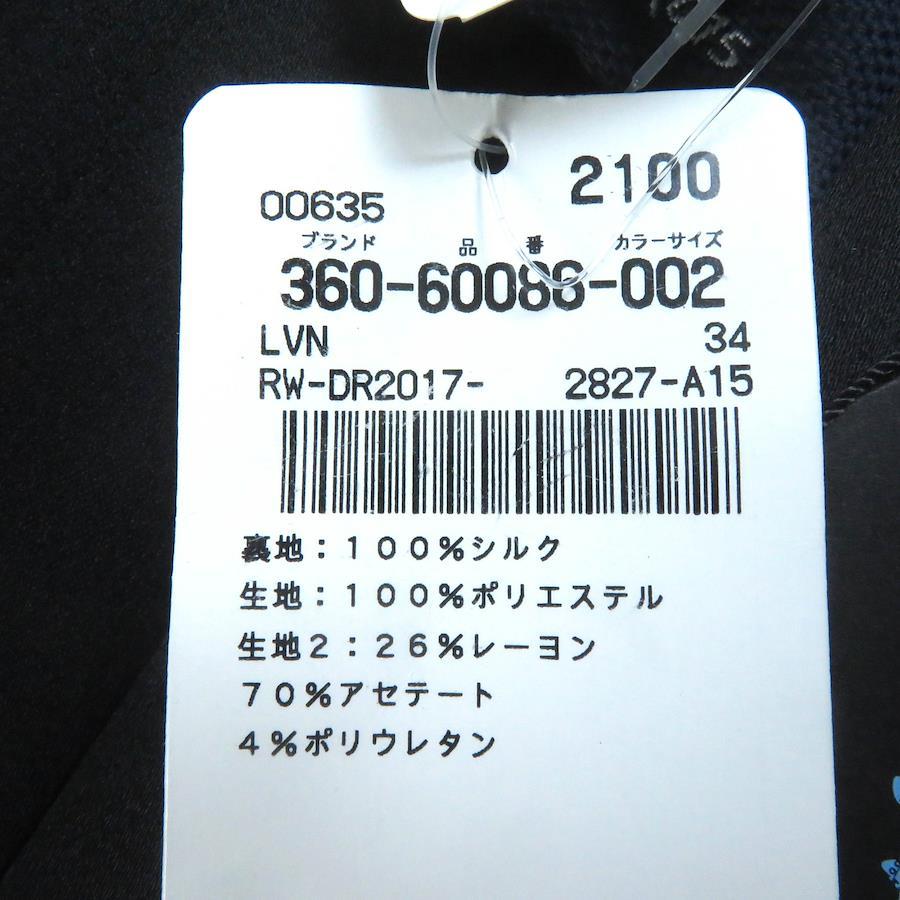 2100
00635
ブランド 品 番 カラーサイズ
360-60086-002
LVN 34
RW-DR2017- 2827-A15
裏地：１００％シルク
生地：１００％ポリエステル
生地２：２６％レーヨン
７０％アセテート
４％ポリウレタン